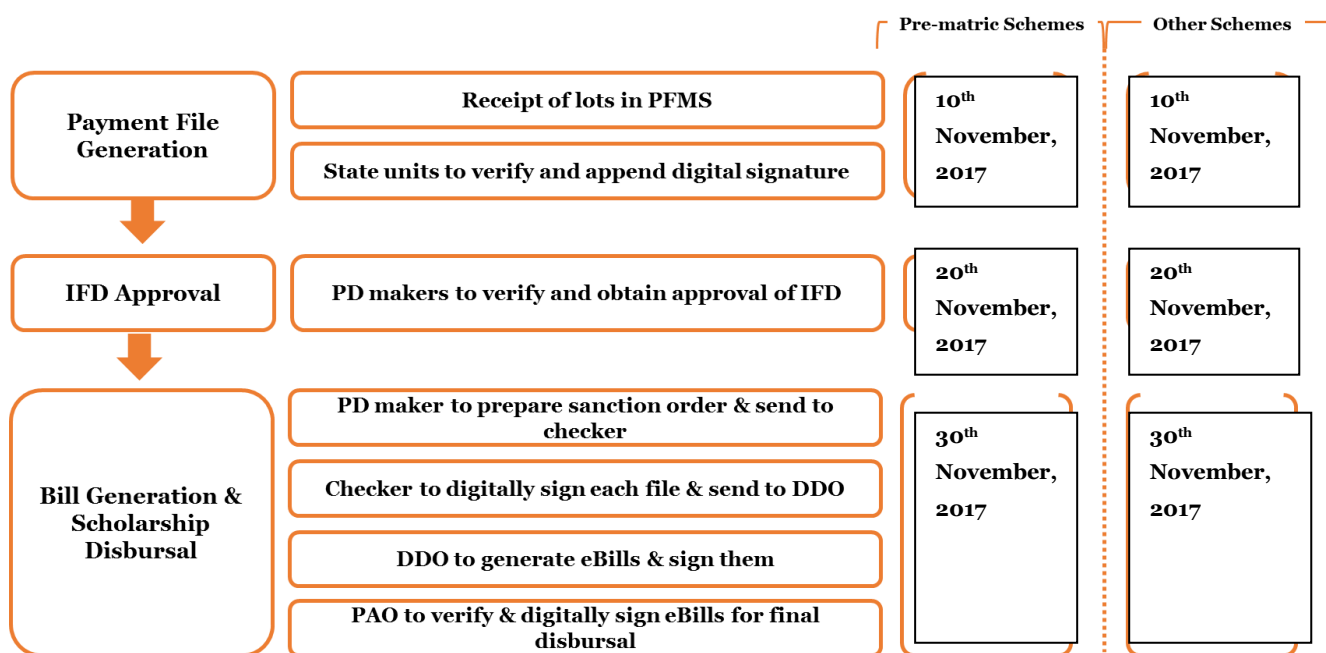 Pre-matric Schemes
Other Schemes
Payment File
Generation
Receipt of lots in PFMS
State units to verify and append digital signature
10th
November,
2017
10th
November,
2017
IFD Approval
PD makers to verify and obtain approval of IFD
20th
November,
2017
20th
November,
2017
Bill Generation &
Scholarship
Disbursal
PD maker to prepare sanction order & send to
checker
Checker to digitally sign each file & send to DDO
DDO to generate eBills & sign them
PAO to verify & digitally sign eBills for final
disbursal
30th
November,
2017
30th
November,
2017